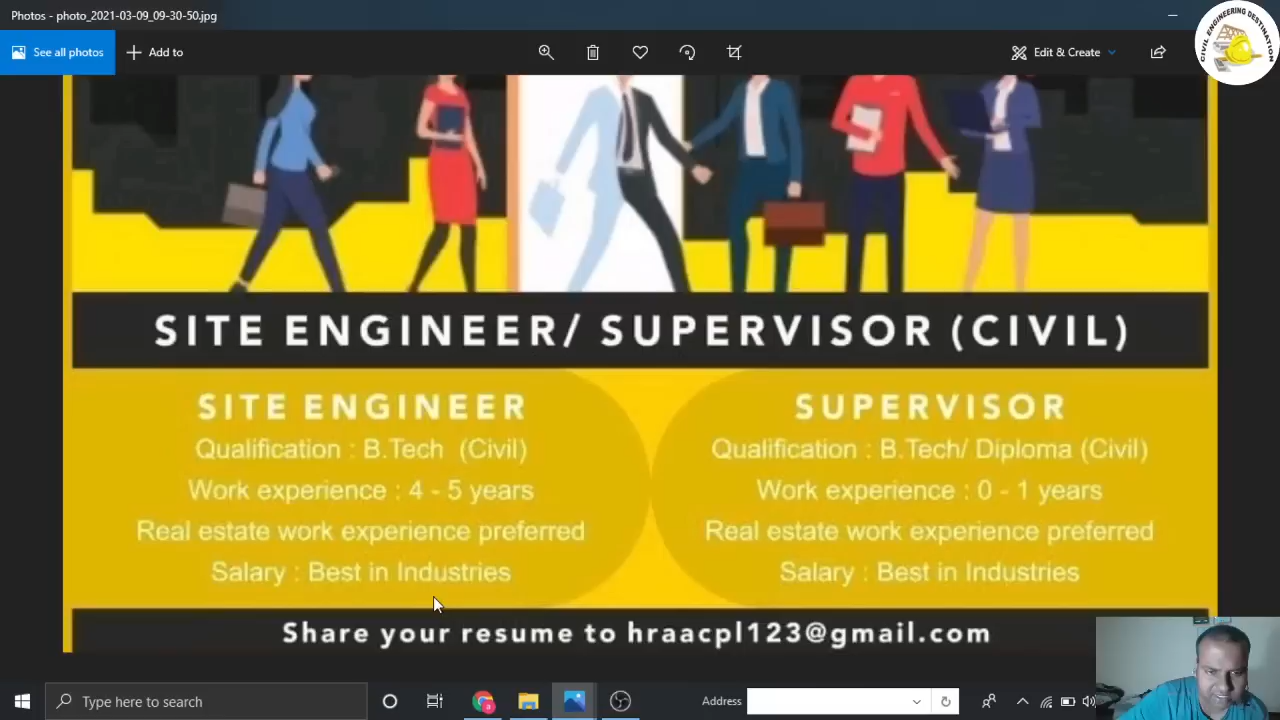 Photos - photo_2021-03-09_09-30-50.jpg
See all photos
Add to
Edit & Create
CIVIL ENGINEERING DESTINATION
SITE ENGINEER/ SUPERVISOR (CIVIL)
SITE ENGINEER
Qualification : B.Tech (Civil)
Work experience : 4 - 5 years
Real estate work experience preferred
Salary : Best in Industries
SUPERVISOR
Qualification : B.Tech/ Diploma (Civil)
Work experience : 0 - 1 years
Real estate work experience preferred
Salary : Best in Industries
Share your resume to hraacpl123@gmail.com
Type here to search
Address